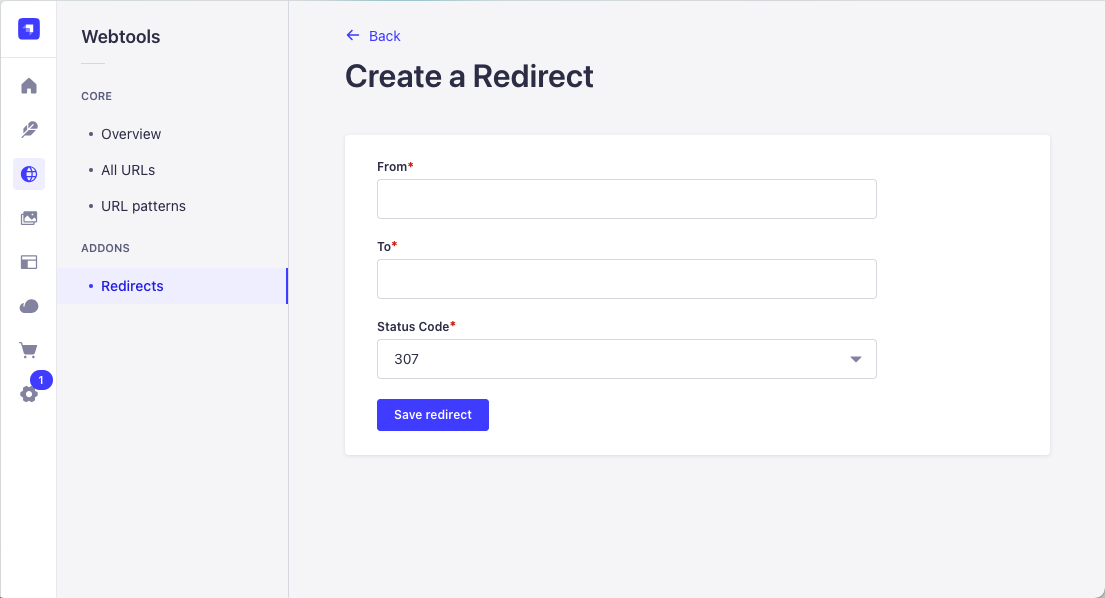 Webtools
CORE
Overview
All URLs
URL patterns
ADDONS
Redirects
1
Back
Create a Redirect
From*
To*
Status Code*
307
Save redirect